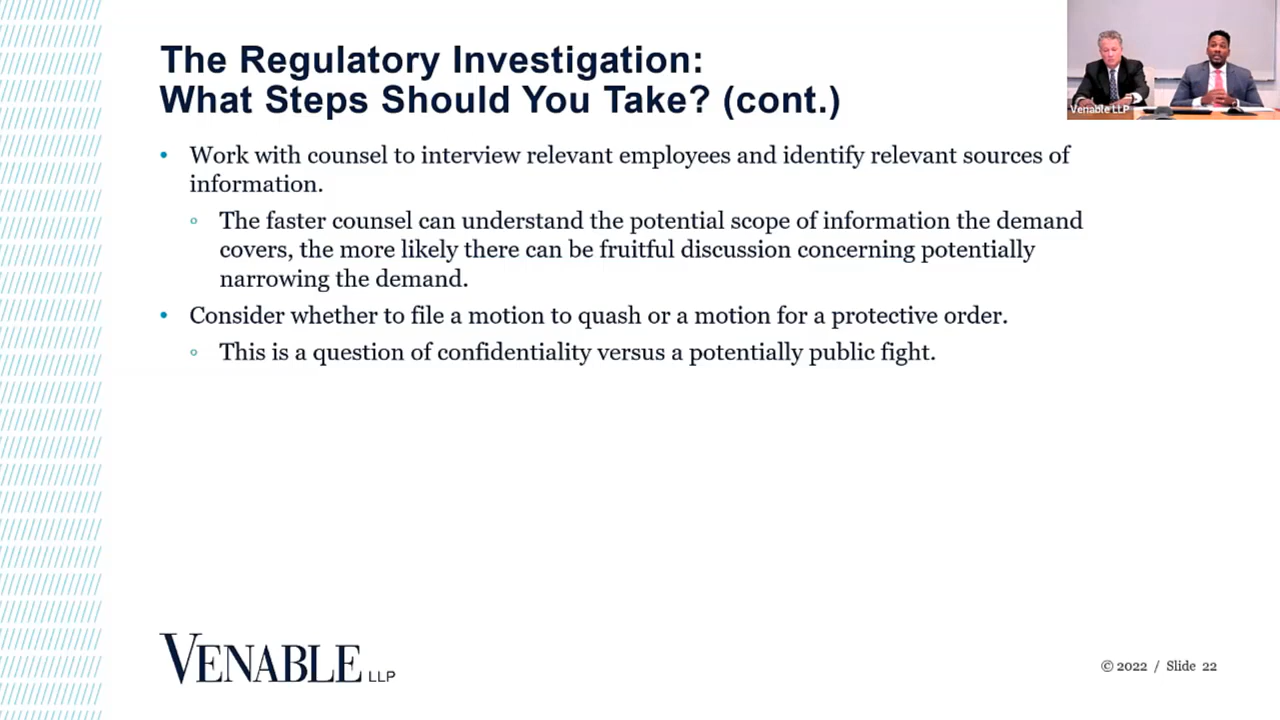 The Regulatory Investigation:
What Steps Should You Take? (cont.)
Venable LLP
• Work with counsel to interview relevant employees and identify relevant sources of
information.
◦ The faster counsel can understand the potential scope of information the demand
covers, the more likely there can be fruitful discussion concerning potentially
narrowing the demand.
• Consider whether to file a motion to quash or a motion for a protective order.
◦ This is a question of confidentiality versus a potentially public fight.
VENABLE LLP
© 2022 / Slide 22